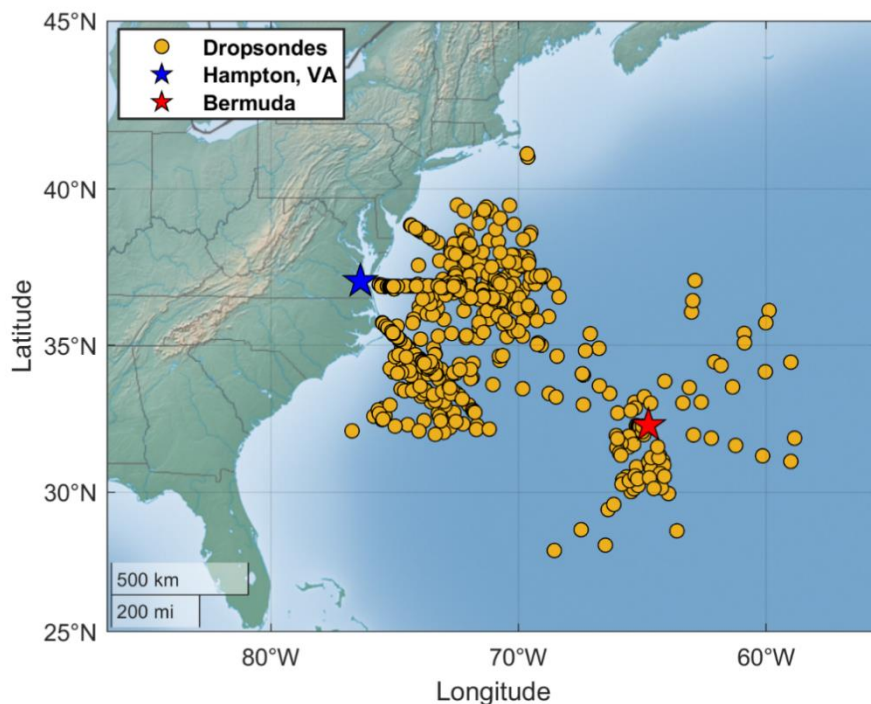 Dropsondes
Hampton, VA
Bermuda
45°N
40°N
35°N
30°N
25°N
Latitude
500 km
200 mi
80°W 70°W 60°W
Longitude